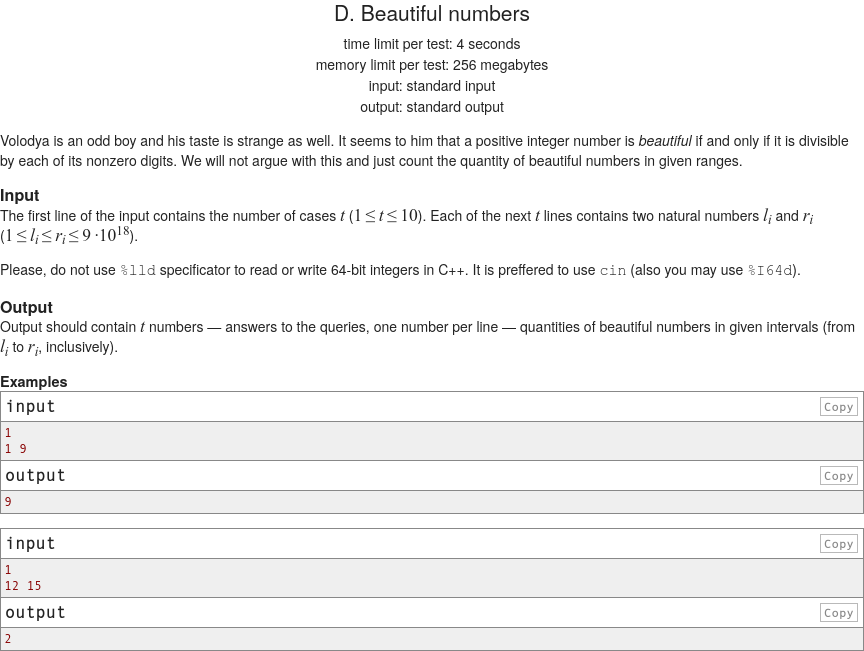 D. Beautiful numbers
time limit per test: 4 seconds
memory limit per test: 256 megabytes
input: standard input
output: standard output
Volodya is an odd boy and his taste is strange as well. It seems to him that a positive integer number is beautiful if and only if it is divisible
by each of its nonzero digits. We will not argue with this and just count the quantity of beautiful numbers in given ranges.
Input
The first line of the input contains the number of cases t (1 ≤ t ≤ 10). Each of the next t lines contains two natural numbers l_i and r_i
(1 ≤ l_i ≤ r_i ≤ 9 ·10^18).
Please, do not use %lld specificator to read or write 64-bit integers in C++. It is preffered to use cin (also you may use %I64d).
Output
Output should contain t numbers — answers to the queries, one number per line — quantities of beautiful numbers in given intervals (from
l_i to r_i, inclusively).
Examples
input Copy
1
1 9
output Copy
9
input Copy
1
12 15
output Copy
2